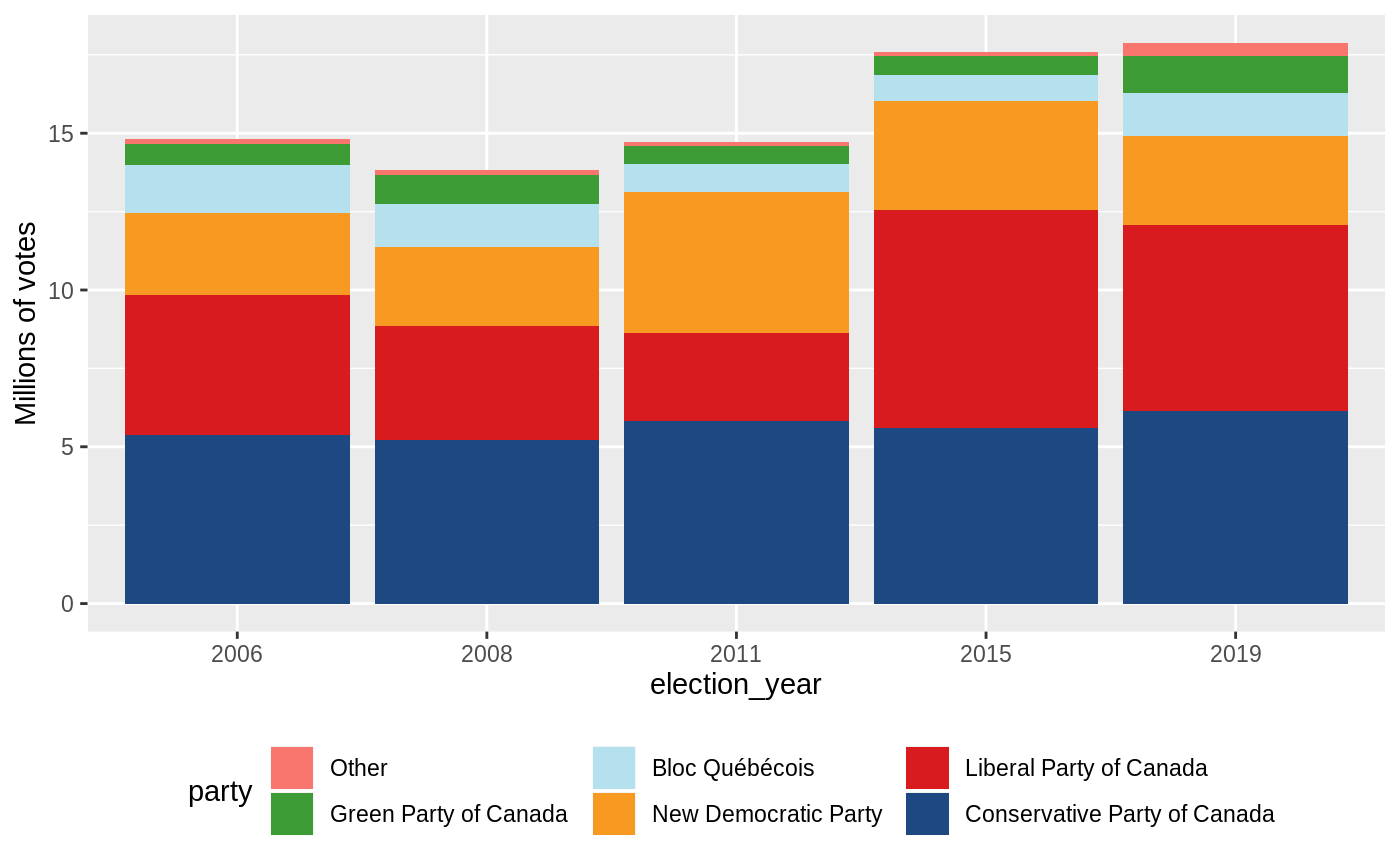 Millions of votes
15
10
5
0
2006 2008 2011 2015 2019
election_year
party
Other Bloc Québécois Liberal Party of Canada
Green Party of Canada New Democratic Party Conservative Party of Canada